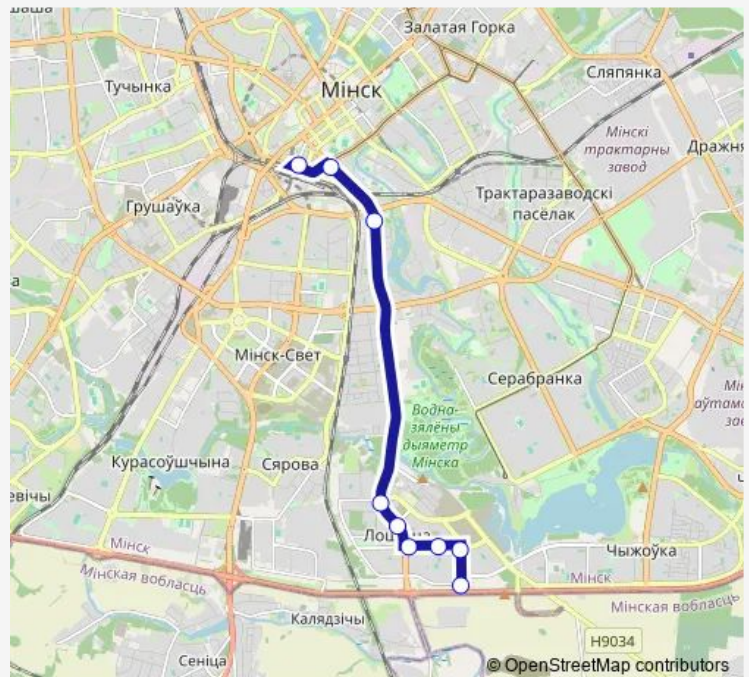 Залатая Горка
Сляпянка
Тучынка
Мінск
Мінскі
трактарны
завод
Грушаўка
Трактаразаводскі
пасёлак
Мінск-Свет
Серабранка
Водна-
зялёны
дыяметр
Мінска
Курасоўшчына
Сярова
Мінск
Чыжоўка
Мінская вобласць
Мінск
Калядзічы
Мінская вобласць
H9034
Сеніца
© OpenStreetMap contributors